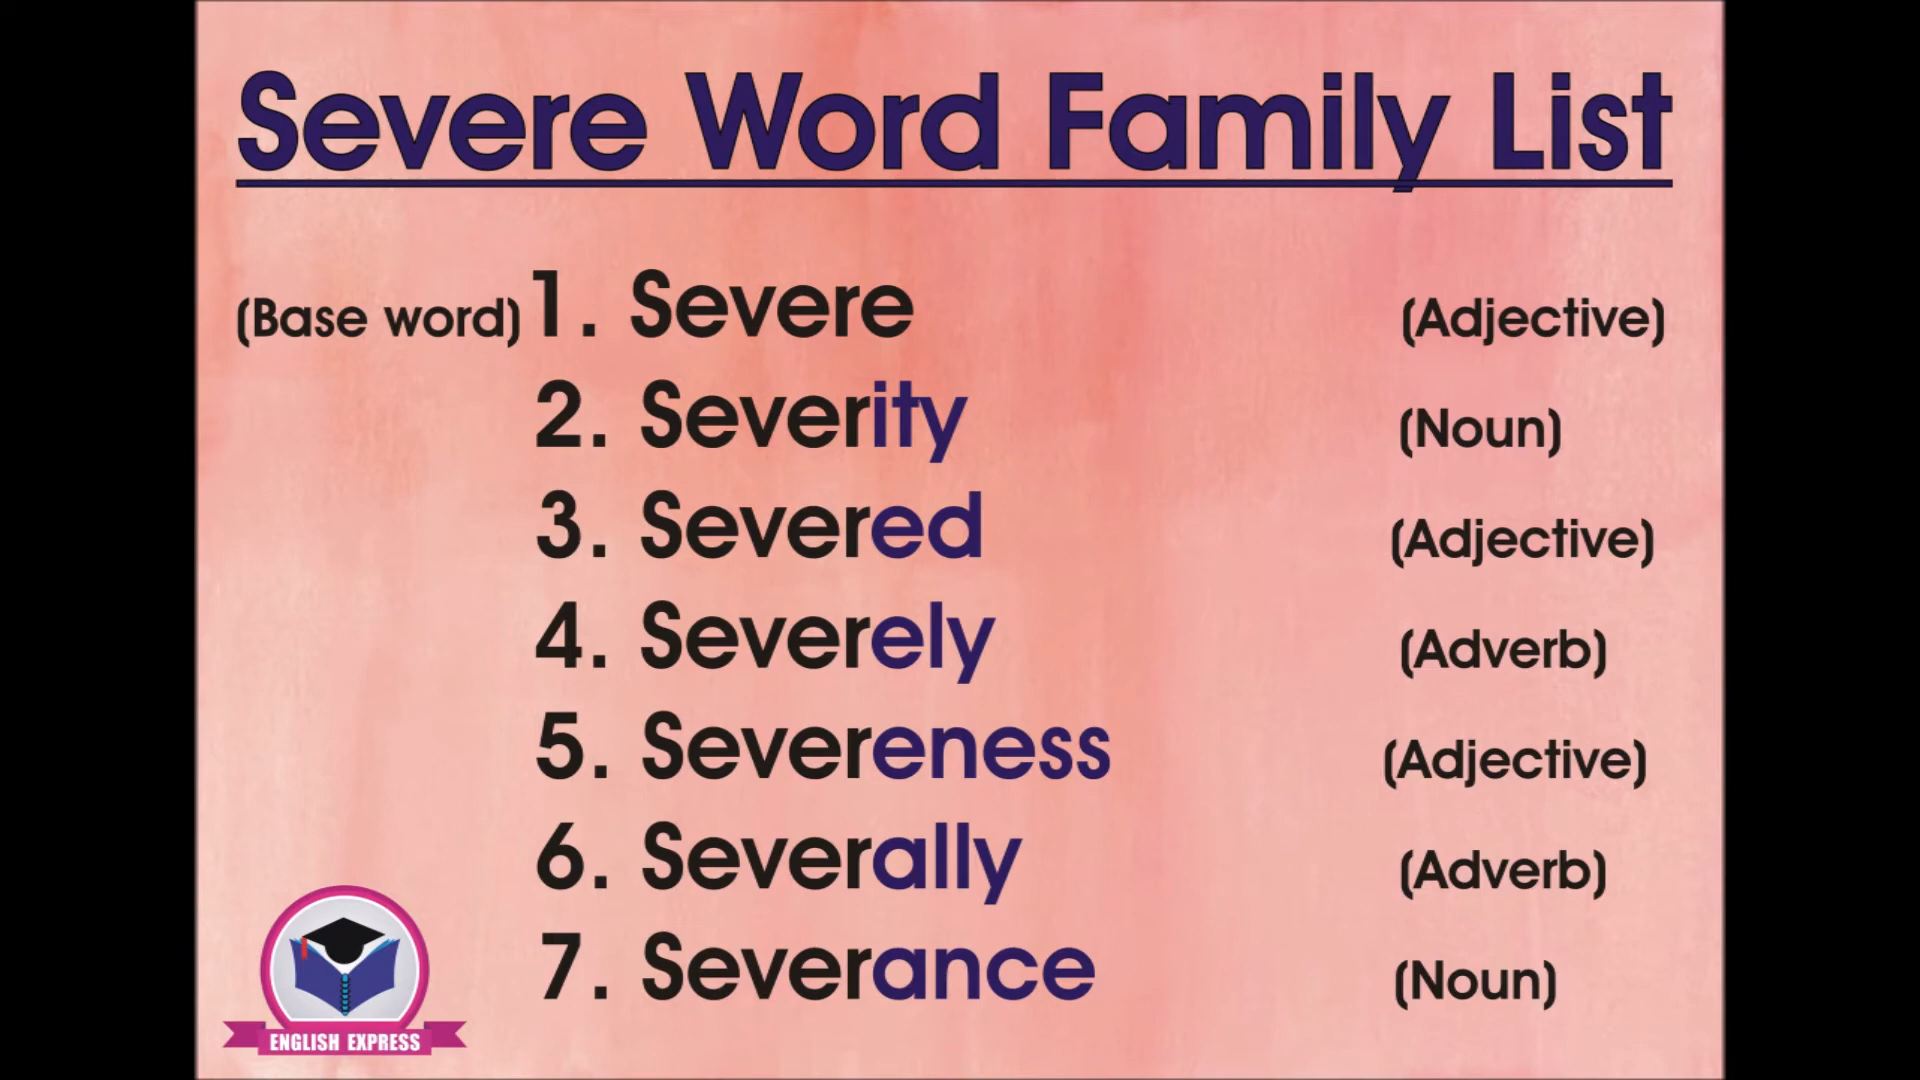 Severe Word Family List
(Base word) 1. Severe (Adjective)
2. Severity (Noun)
3. Severed (Adjective)
4. Severely (Adverb)
5. Severeness (Adjective)
6. Severally (Adverb)
7. Severance (Noun)
ENGLISH EXPRESS